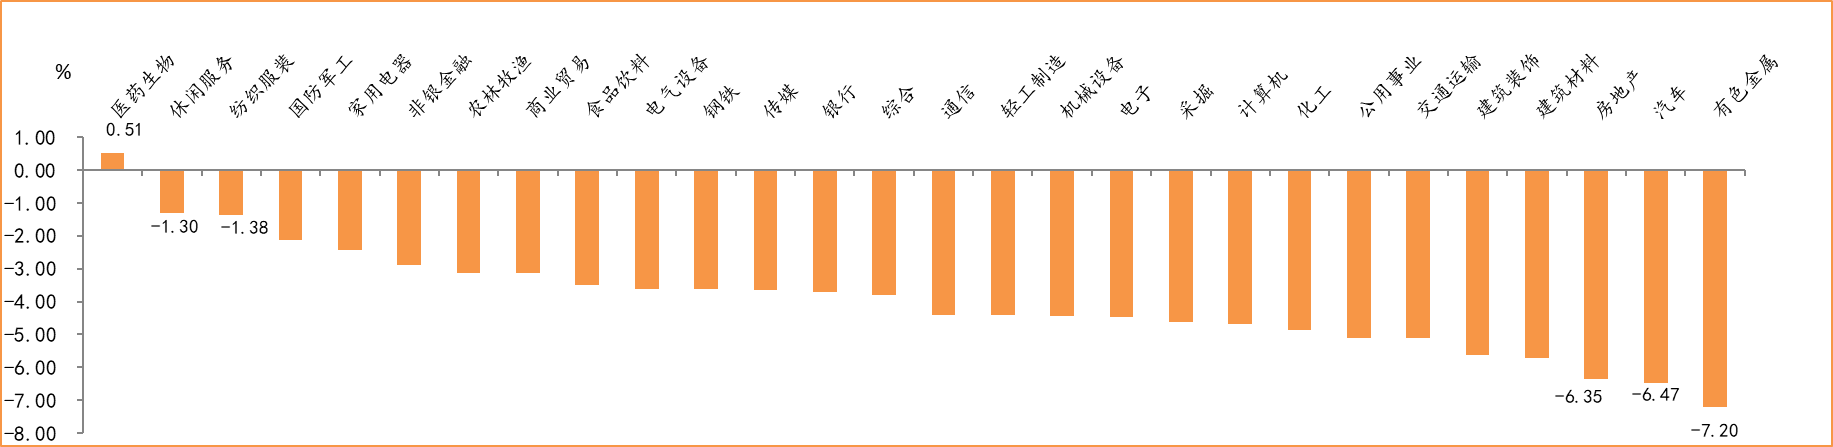 %
医药生物
休闲服务
纺织服装
国防军工
家用电器
非银金融
农林牧渔
商业贸易
食品饮料
电气设备
钢铁
传媒
银行
综合
通信
轻工制造
机械设备
电子
采掘
计算机
化工
公用事业
交通运输
建筑装饰
建筑材料
房地产
汽车
有色金属
1.00
0.00
-1.00
-2.00
-3.00
-4.00
-5.00
-6.00
-7.00
-8.00
0.51
-1.30
-1.38
-6.35
-6.47
-7.20